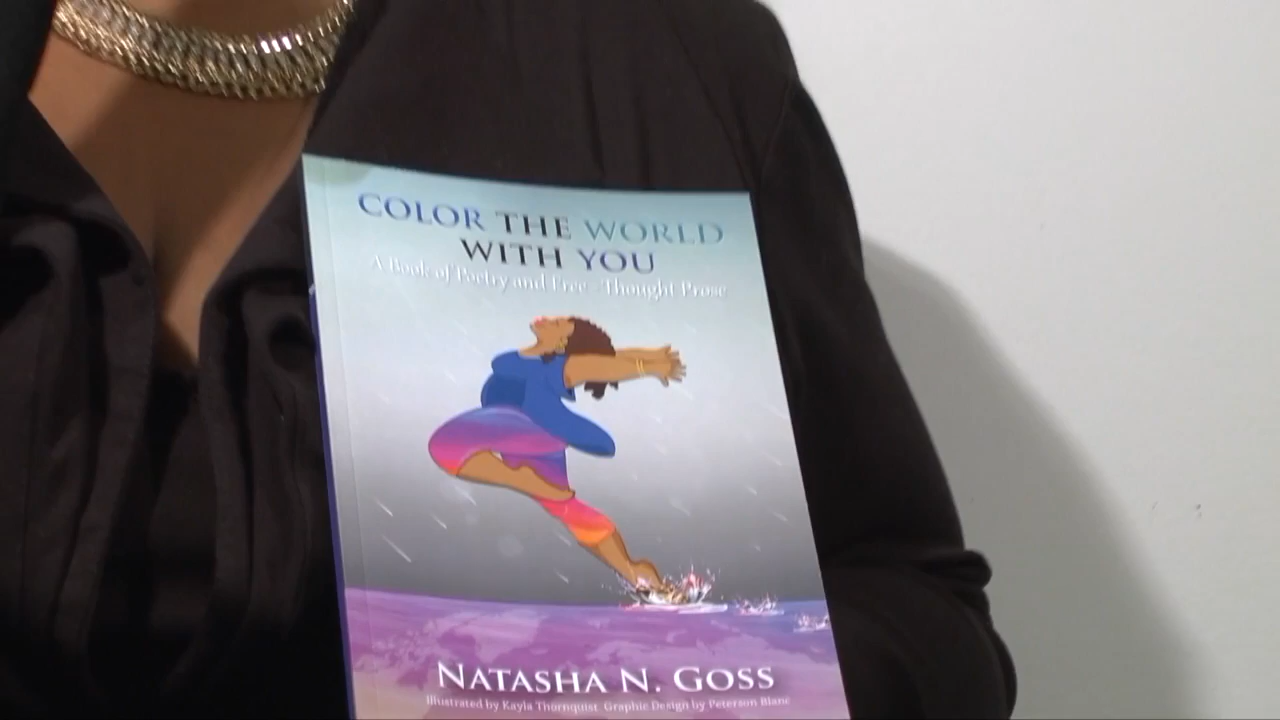 COLOR THE WORLD
WITH YOU
A Book of Poetry and Free-Thought Prose
NATASHA N. GOSS
Illustrated by Kayla Thornquist Graphic Design by Peterson Blanc